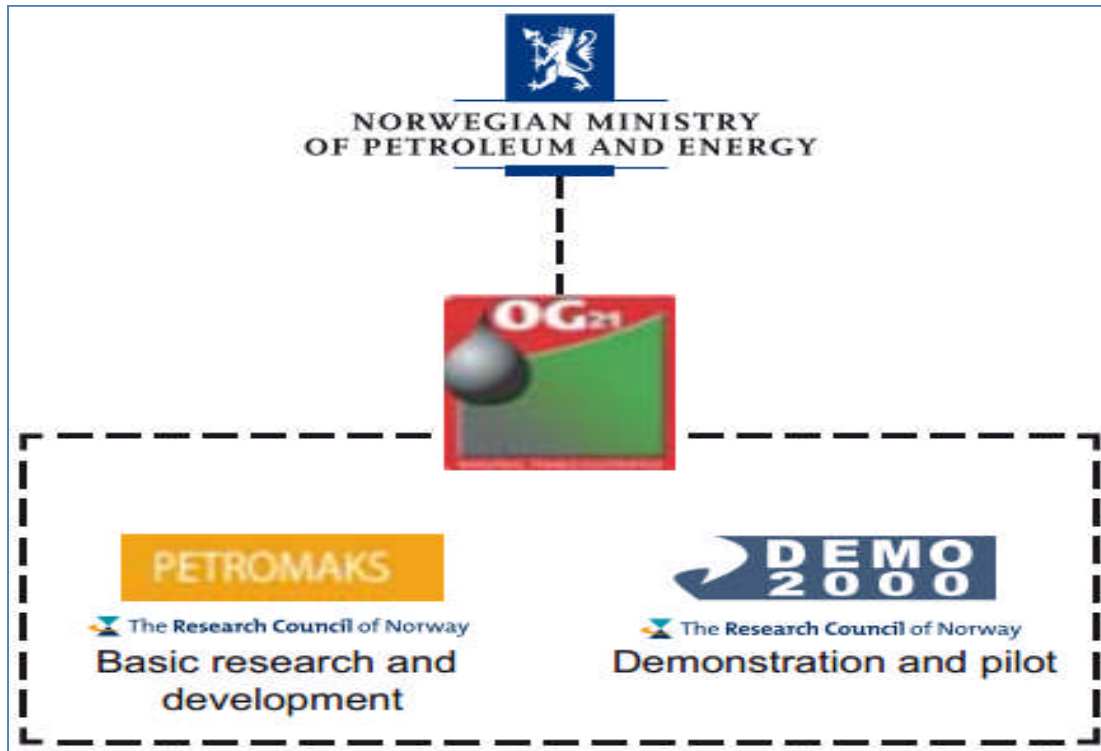 NORWEGIAN MINISTRY
OF PETROLEUM AND ENERGY
OG21
PETROMAKS
The Research Council of Norway
Basic research and
development
DEMO
2000
The Research Council of Norway
Demonstration and pilot